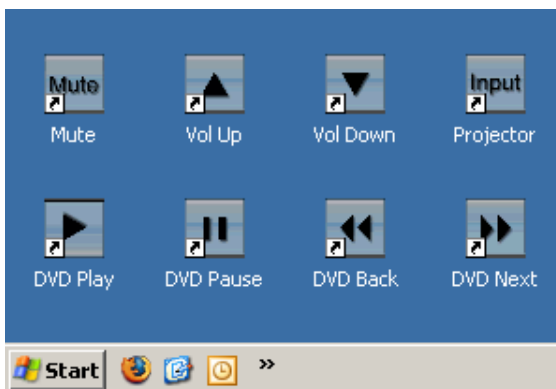 Mute
Input
Mute Vol Up Vol Down Projector
DVD Play DVD Pause DVD Back DVD Next
Start